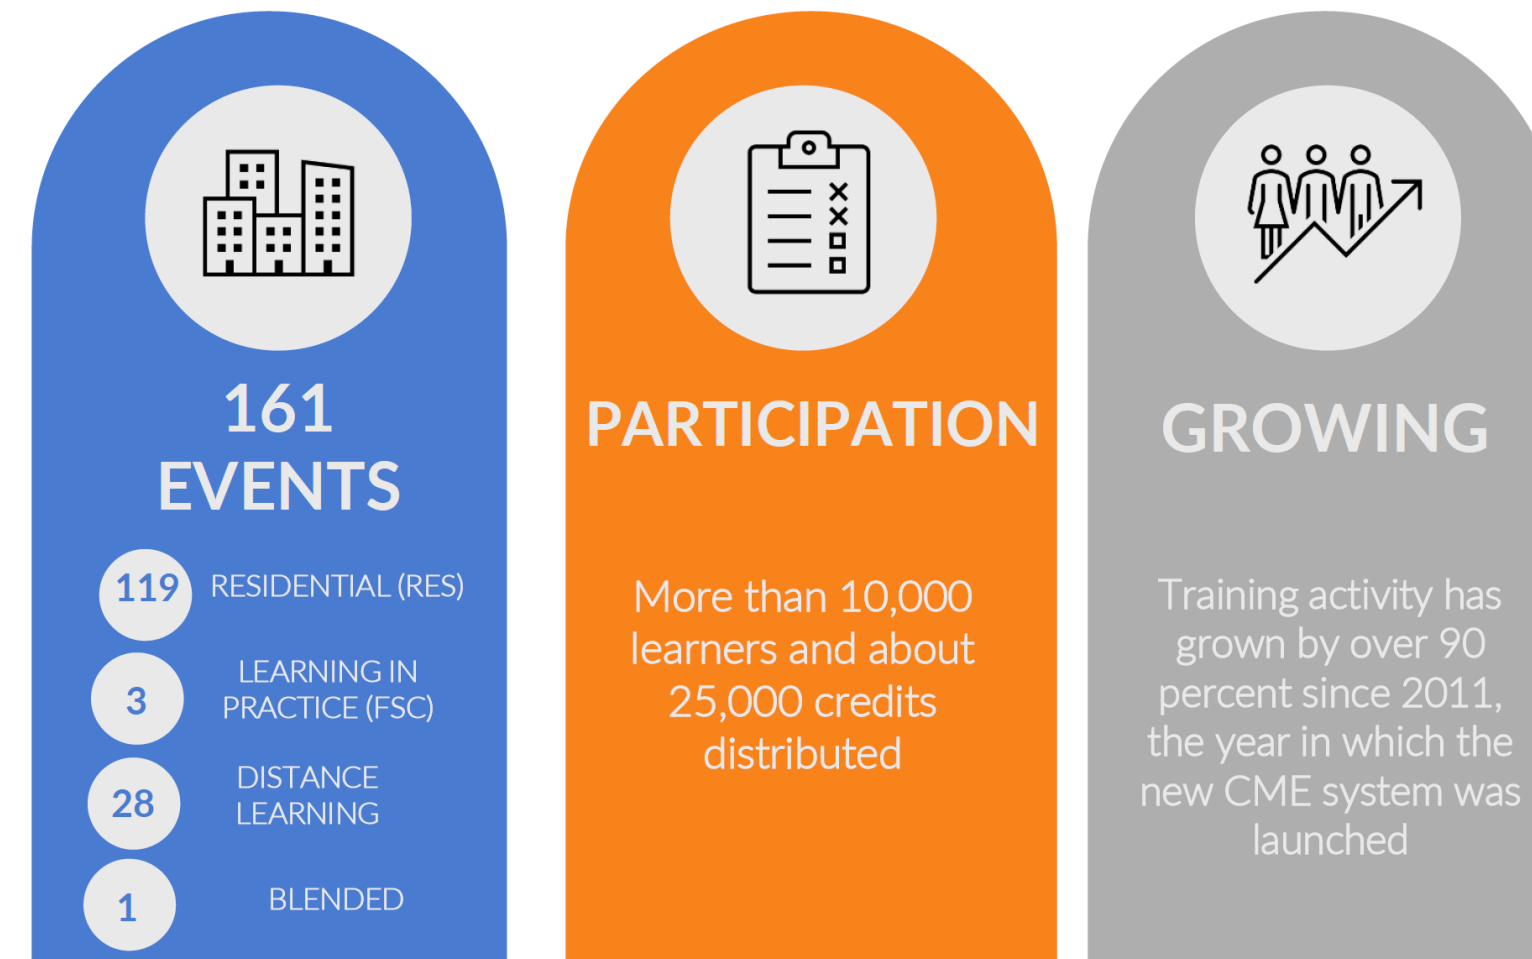 161
EVENTS
119 RESIDENTIAL (RES)
3
LEARNING IN
PRACTICE (FSC)
28
DISTANCE
LEARNING
1 BLENDED
PARTICIPATION
More than 10,000
learners and about
25,000 credits
distributed
GROWING
Training activity has
grown by over 90
percent since 2011,
the year in which the
new CME system was
launched